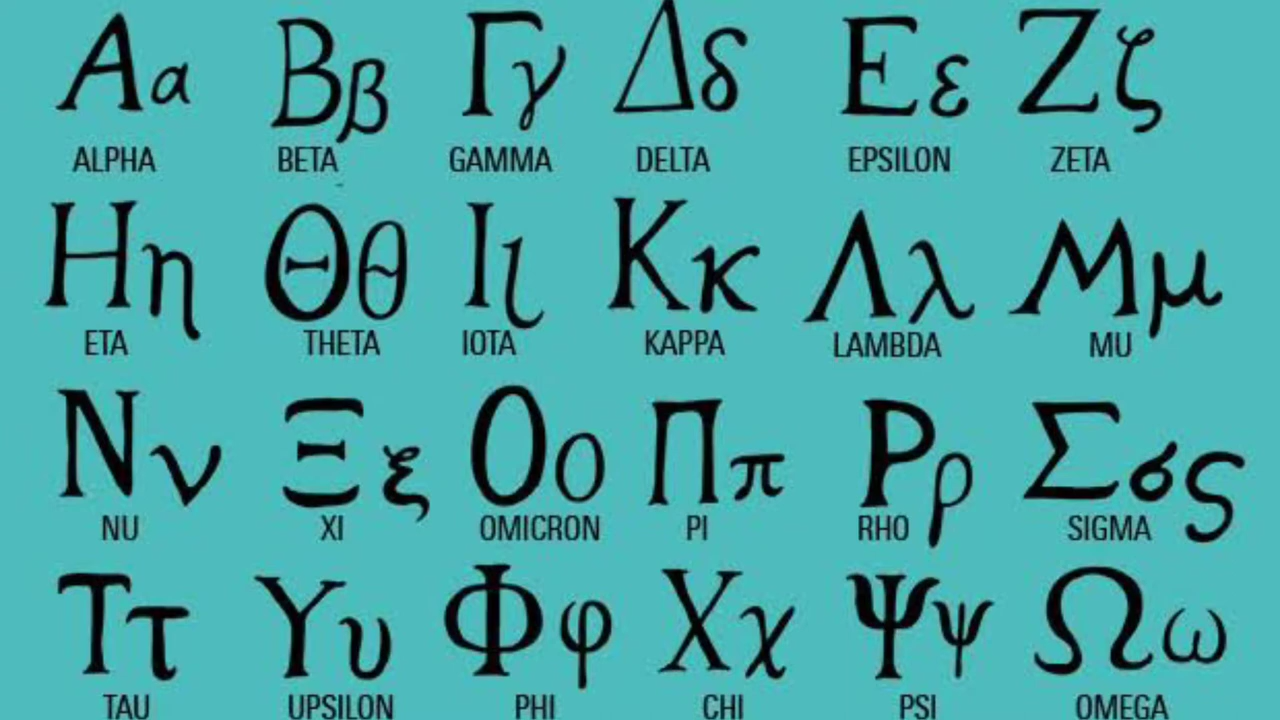 Αα Ββ Γγ Δδ Εε Ζζ
ALPHA BETA GAMMA DELTA EPSILON ZETA
Ηη Θθ Ιι Κκ Λλ Μμ
ETA THETA IOTA KAPPA LAMBDA MU
Νν Ξξ Οο Ππ Ρρ Σσς
NU XI OMICRON PI RHO SIGMA
Ττ Υυ Φφ Χχ Ψψ Ωω
TAU UPSILON PHI CHI PSI OMEGA